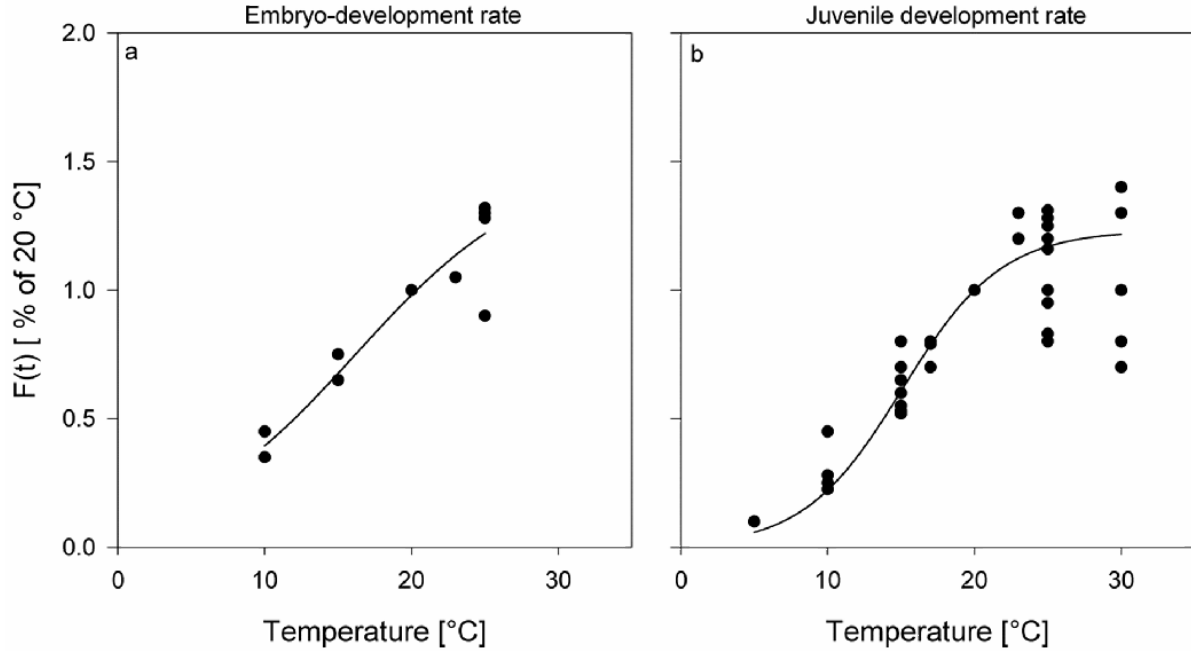 Embryo-development rate
Juvenile development rate
a
b
2.0
1.5
1.0
0.5
0.0
F(t) [ % of 20 °C]
0 10 20 30
0 10 20 30
Temperature [°C]
Temperature [°C]